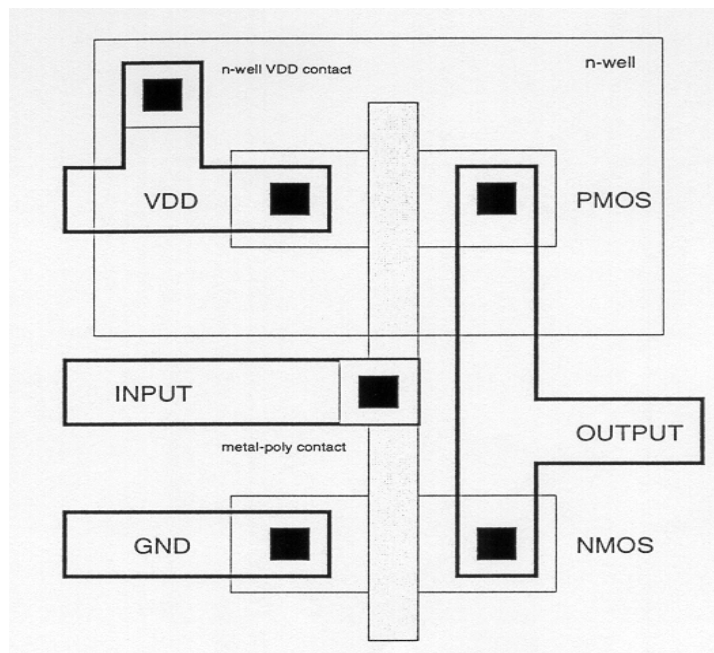 n-well VDD contact
n-well
VDD
PMOS
INPUT
OUTPUT
metal-poly contact
GND
NMOS